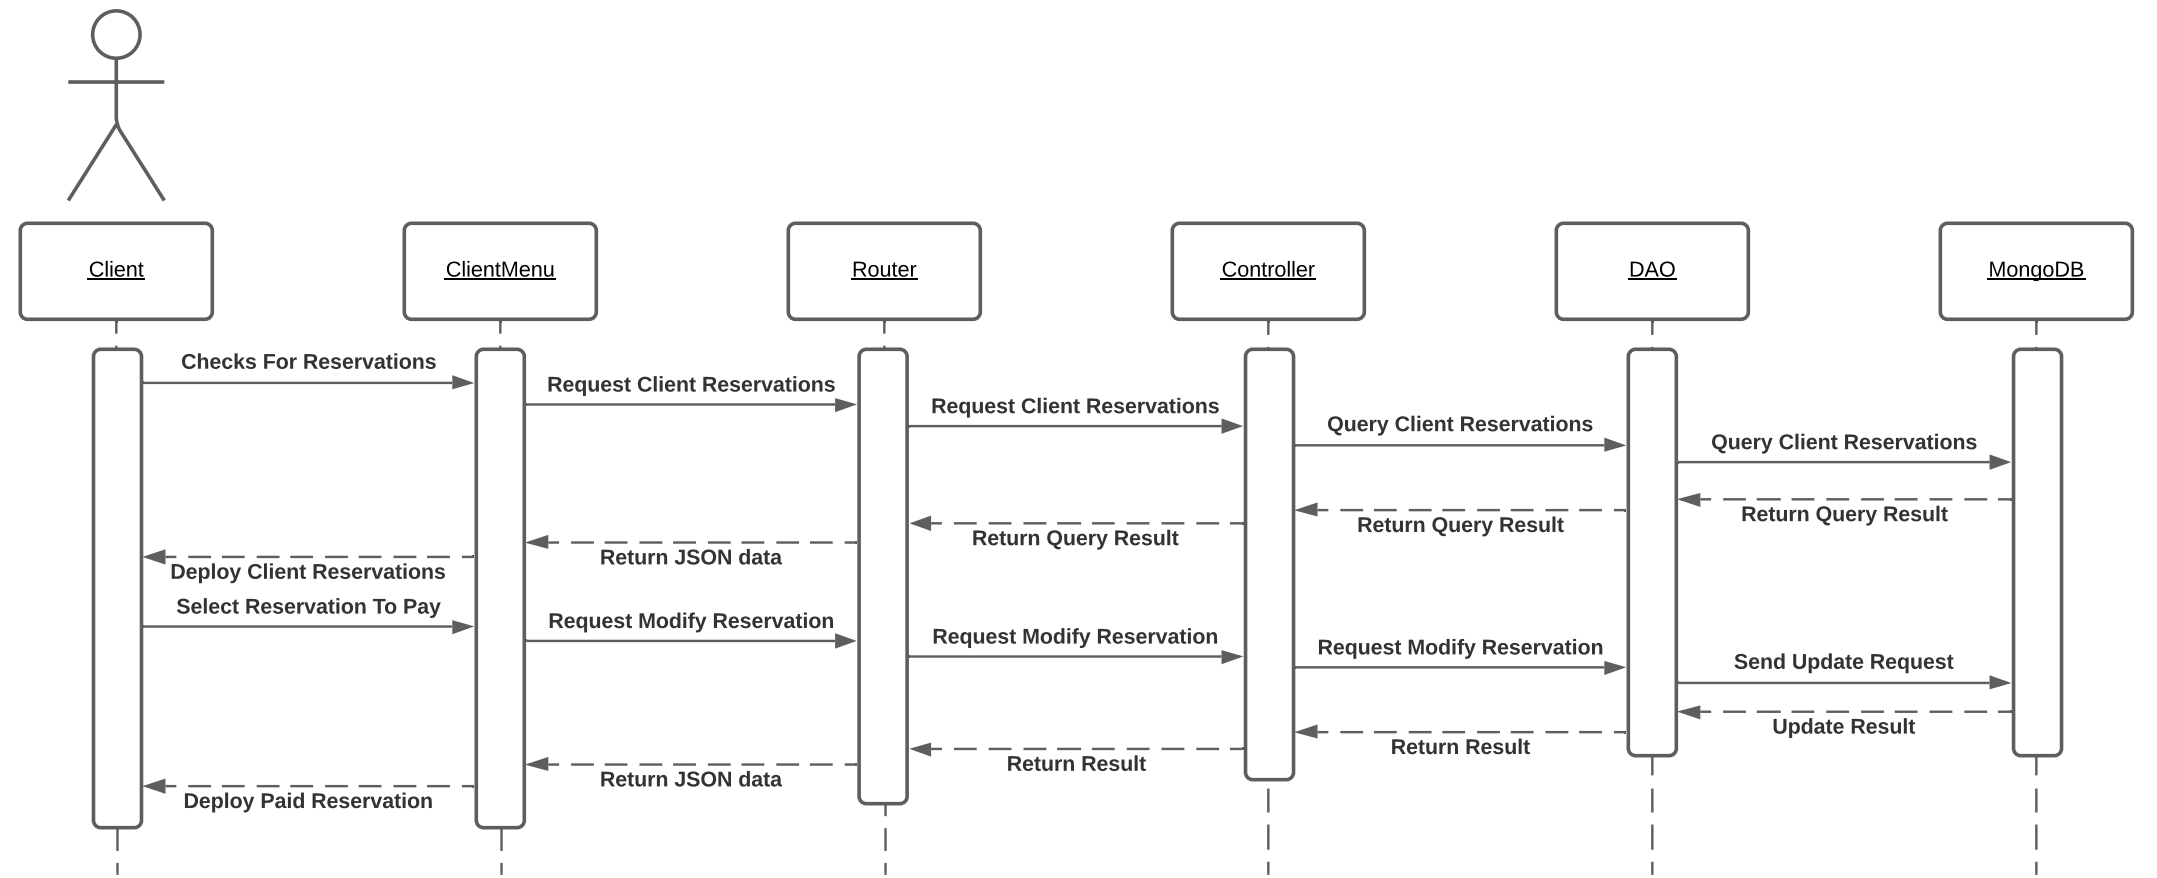 Client
ClientMenu
Router
Controller
DAO
MongoDB
Checks For Reservations
Request Client Reservations
Request Client Reservations
Query Client Reservations
Query Client Reservations
Return Query Result
Return Query Result
Return Query Result
Return JSON data
Deploy Client Reservations
Select Reservation To Pay
Request Modify Reservation
Request Modify Reservation
Request Modify Reservation
Send Update Request
Update Result
Return Result
Return Result
Return JSON data
Deploy Paid Reservation